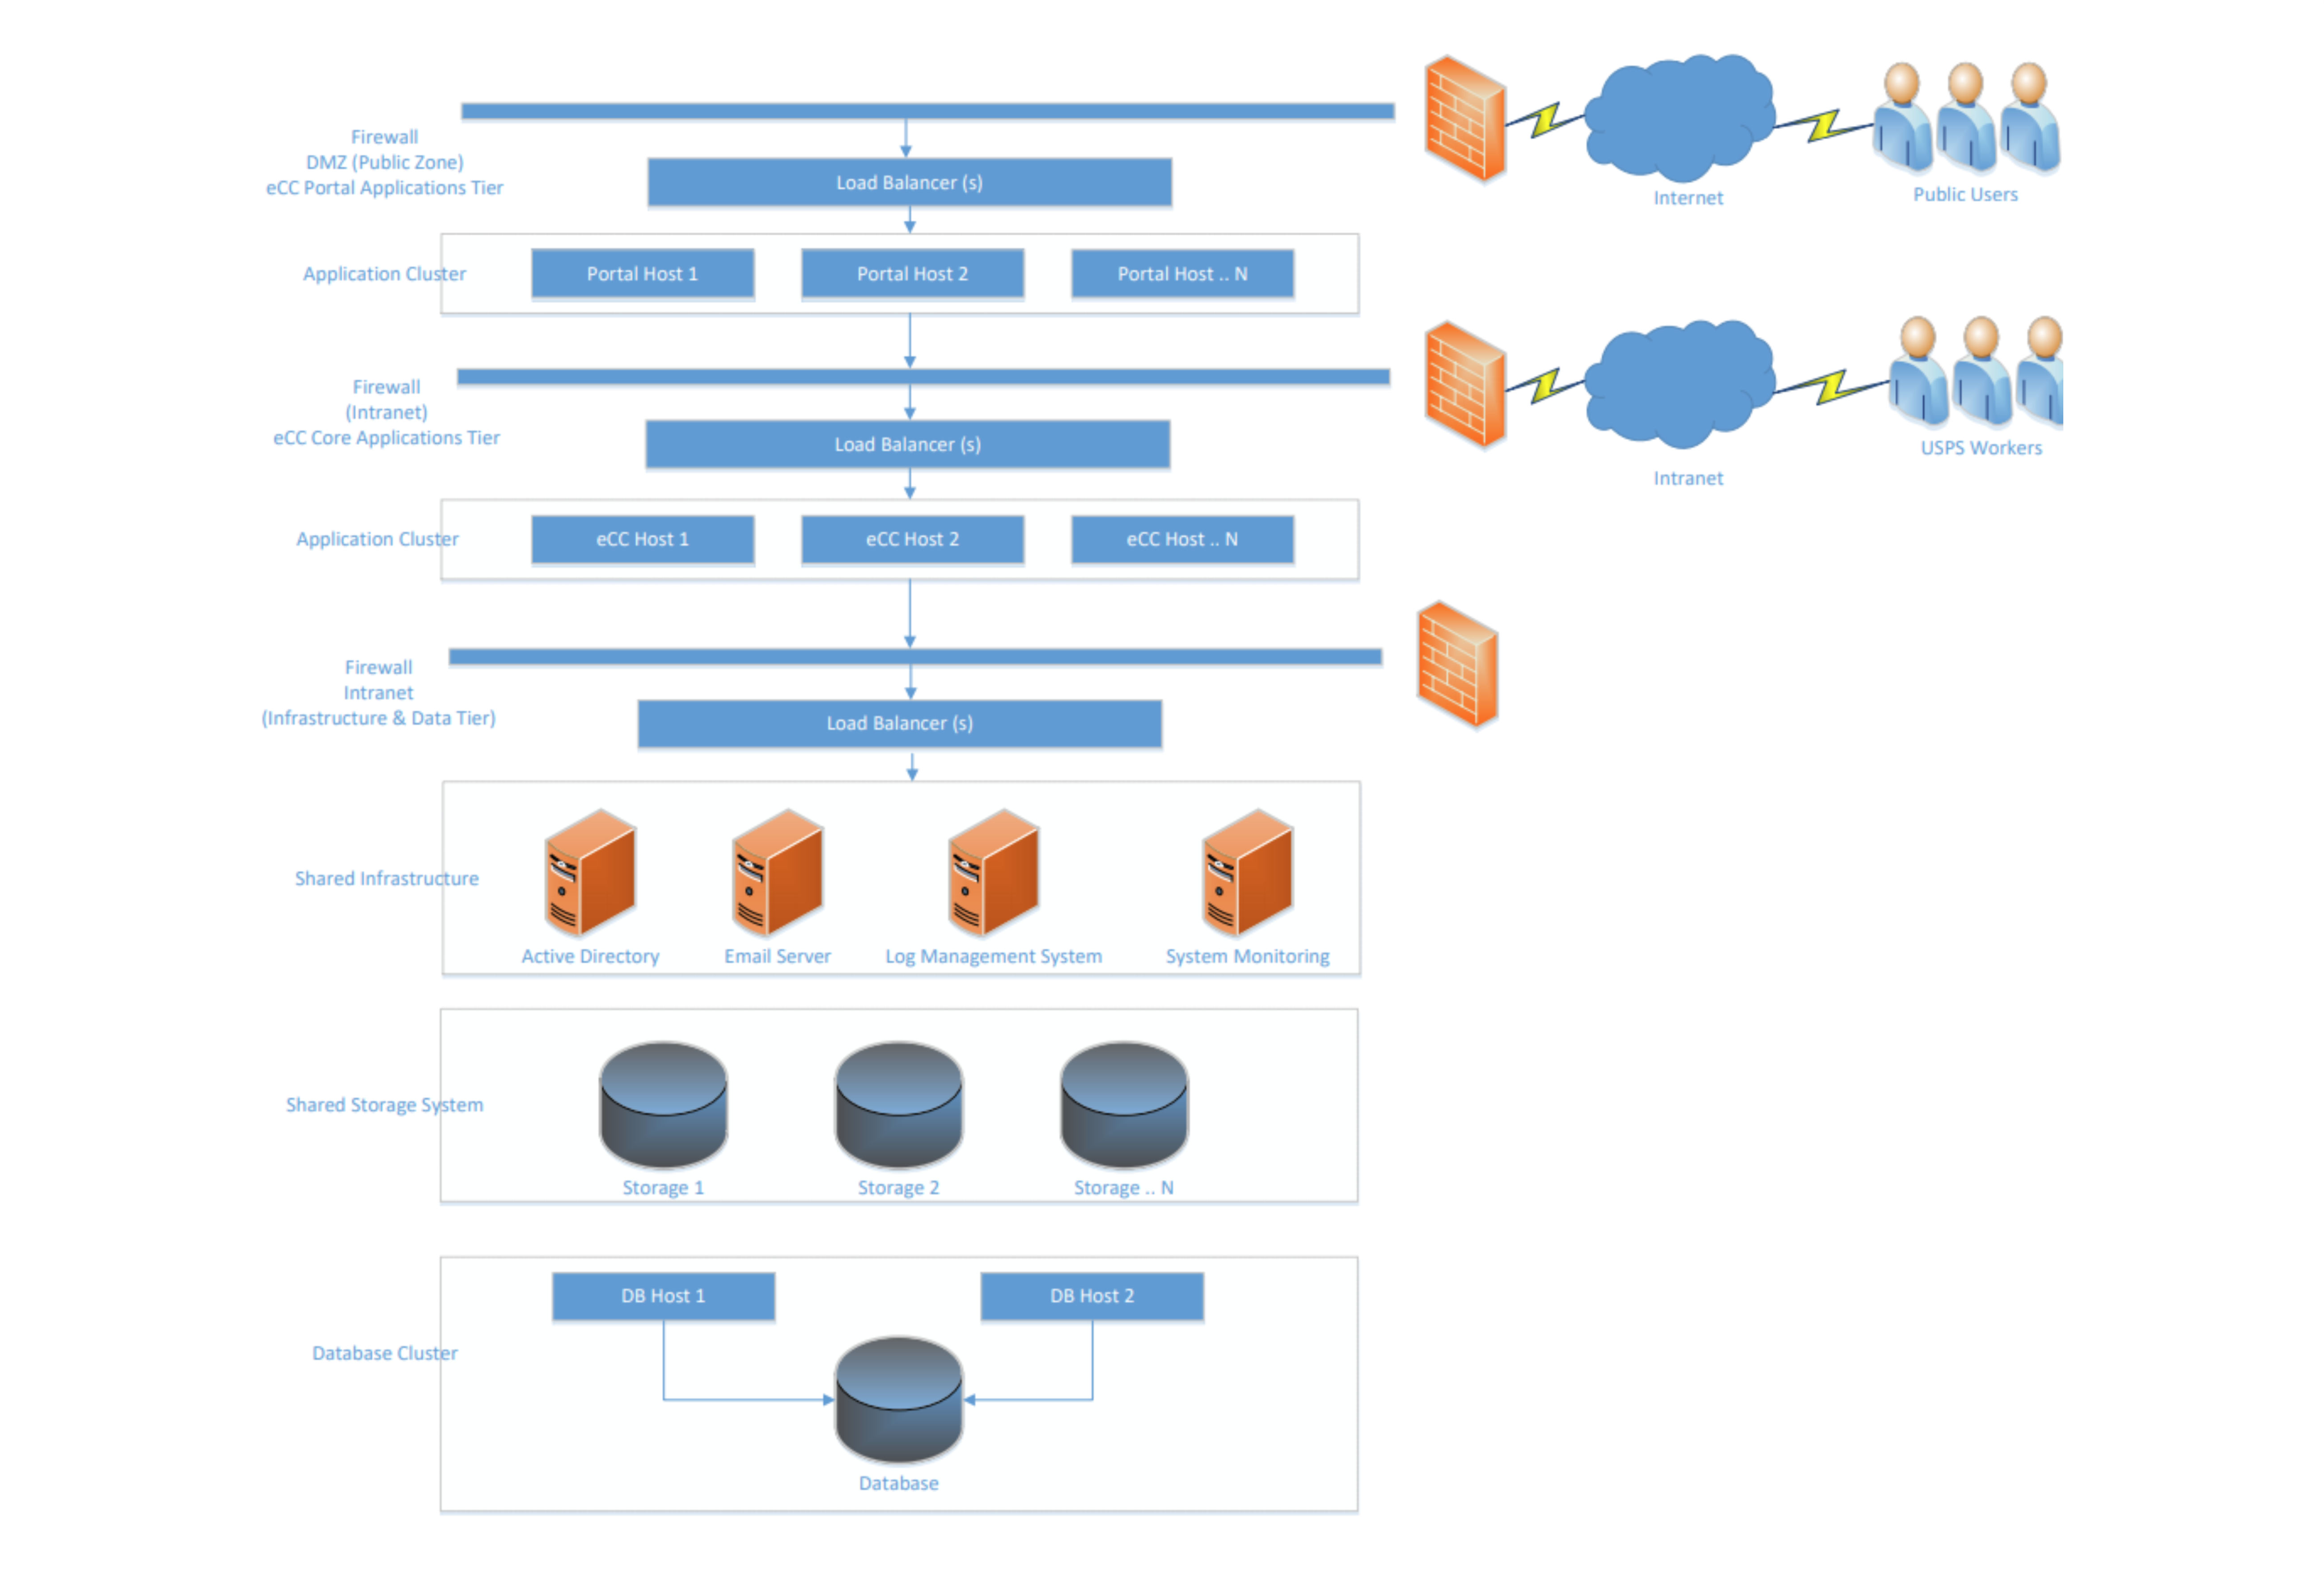 Firewall
DMZ (Public Zone)
eCC Portal Applications Tier
Load Balancer (s)
Internet
Public Users
Application Cluster
Portal Host 1
Portal Host 2
Portal Host .. N
Firewall
(Intranet)
eCC Core Applications Tier
Load Balancer (s)
Intranet
USPS Workers
Application Cluster
eCC Host 1
eCC Host 2
eCC Host .. N
Firewall
Intranet
(Infrastructure & Data Tier)
Load Balancer (s)
Shared Infrastructure
Active Directory
Email Server
Log Management System
System Monitoring
Shared Storage System
Storage 1
Storage 2
Storage .. N
Database Cluster
DB Host 1
DB Host 2
Database